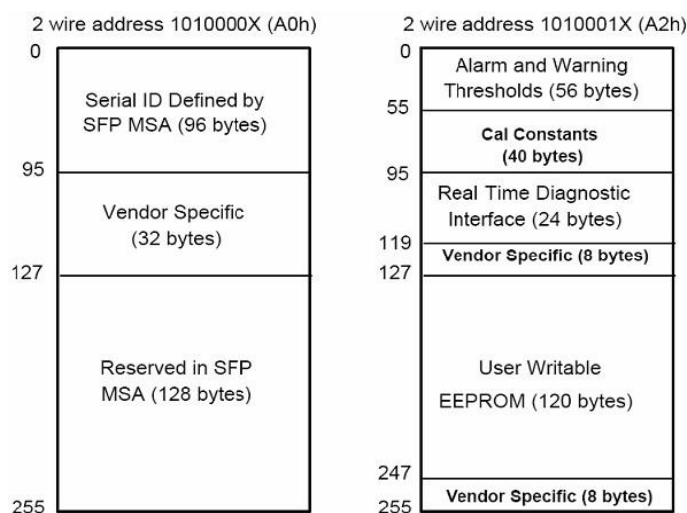 2 wire address 1010000X (A0h)
0
Serial ID Defined by
SFP MSA (96 bytes)
95
Vendor Specific
(32 bytes)
127
Reserved in SFP
MSA (128 bytes)
255
2 wire address 1010001X (A2h)
0
Alarm and Warning
Thresholds (56 bytes)
55
Cal Constants
(40 bytes)
95
Real Time Diagnostic
Interface (24 bytes)
119
Vendor Specific (8 bytes)
127
User Writable
EEPROM (120 bytes)
247
Vendor Specific (8 bytes)
255